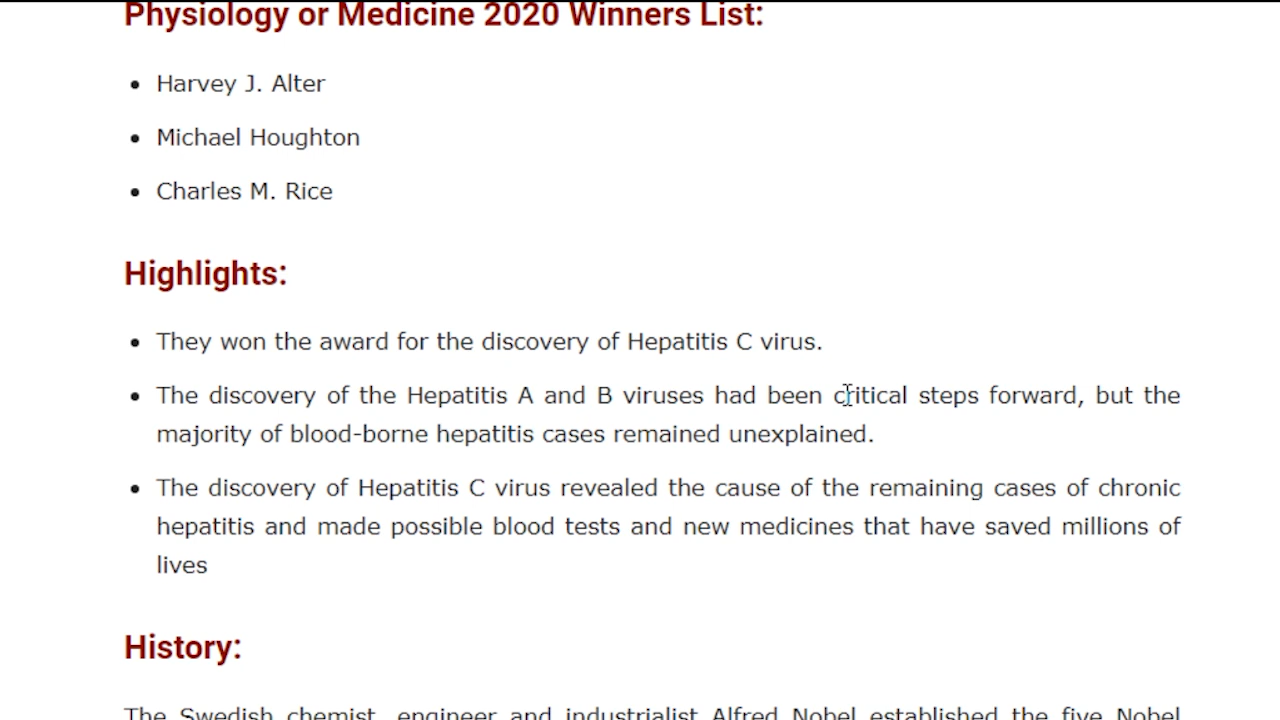 Physiology or Medicine 2020 Winners List:
Harvey J. Alter
Michael Houghton
Charles M. Rice
Highlights:
They won the award for the discovery of Hepatitis C virus.
The discovery of the Hepatitis A and B viruses had been critical steps forward, but the
majority of blood-borne hepatitis cases remained unexplained.
The discovery of Hepatitis C virus revealed the cause of the remaining cases of chronic
hepatitis and made possible blood tests and new medicines that have saved millions of
lives
History:
The Swedish chemist, engineer and industrialist Alfred Nobel established the five Nobel